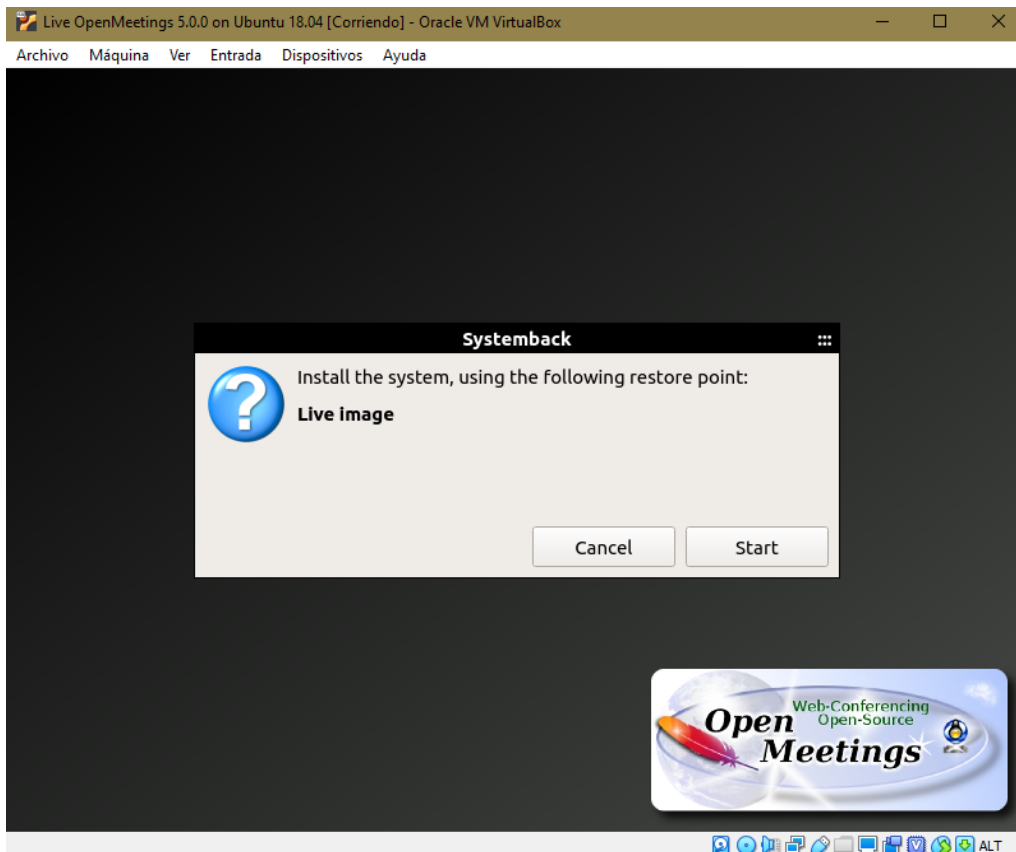 Live OpenMeetings 5.0.0 on Ubuntu 18.04 [Corriendo] - Oracle VM VirtualBox
Archivo Máquina Ver Entrada Dispositivos Ayuda
Systemback
Install the system, using the following restore point:
Live image
Cancel Start
Web-Conferencing
Open-Source
Open
Meetings
ALT